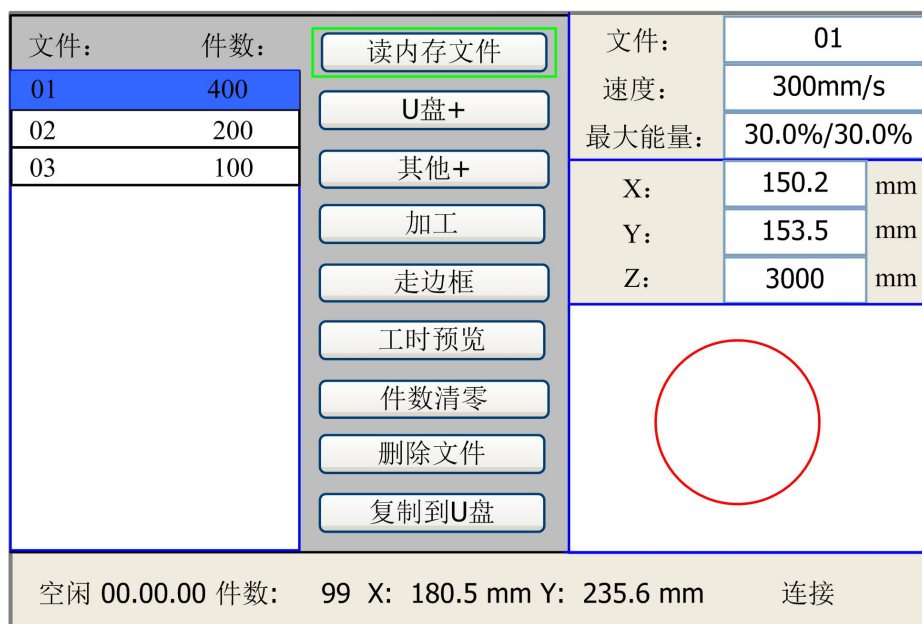 文件: 件数:
01 400
02 200
03 100
读内存文件
U盘+
其他+
加工
走边框
工时预览
件数清零
删除文件
复制到U盘
文件: 01
速度: 300mm/s
最大能量: 30.0%/30.0%
X: 150.2 mm
Y: 153.5 mm
Z: 3000 mm
空闲 00.00.00 件数: 99 X: 180.5 mm Y: 235.6 mm 连接